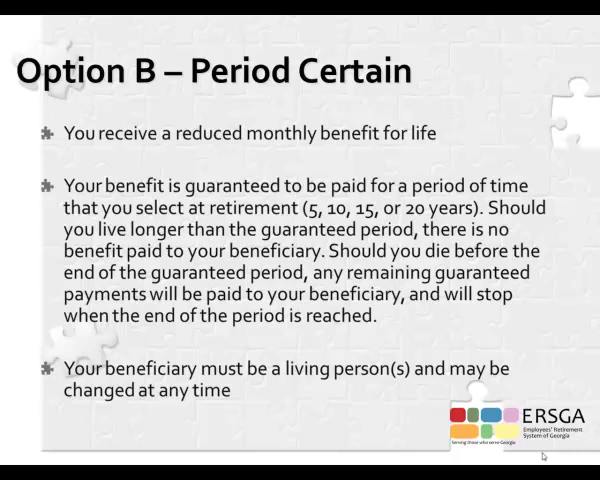 Option B – Period Certain
You receive a reduced monthly benefit for life
Your benefit is guaranteed to be paid for a period of time
that you select at retirement (5, 10, 15, or 20 years). Should
you live longer than the guaranteed period, there is no
benefit paid to your beneficiary. Should you die before the
end of the guaranteed period, any remaining guaranteed
payments will be paid to your beneficiary, and will stop
when the end of the period is reached.
Your beneficiary must be a living person(s) and may be
changed at any time
ERSGA
Employees' Retirement
System of Georgia
Serving those who serve Georgia